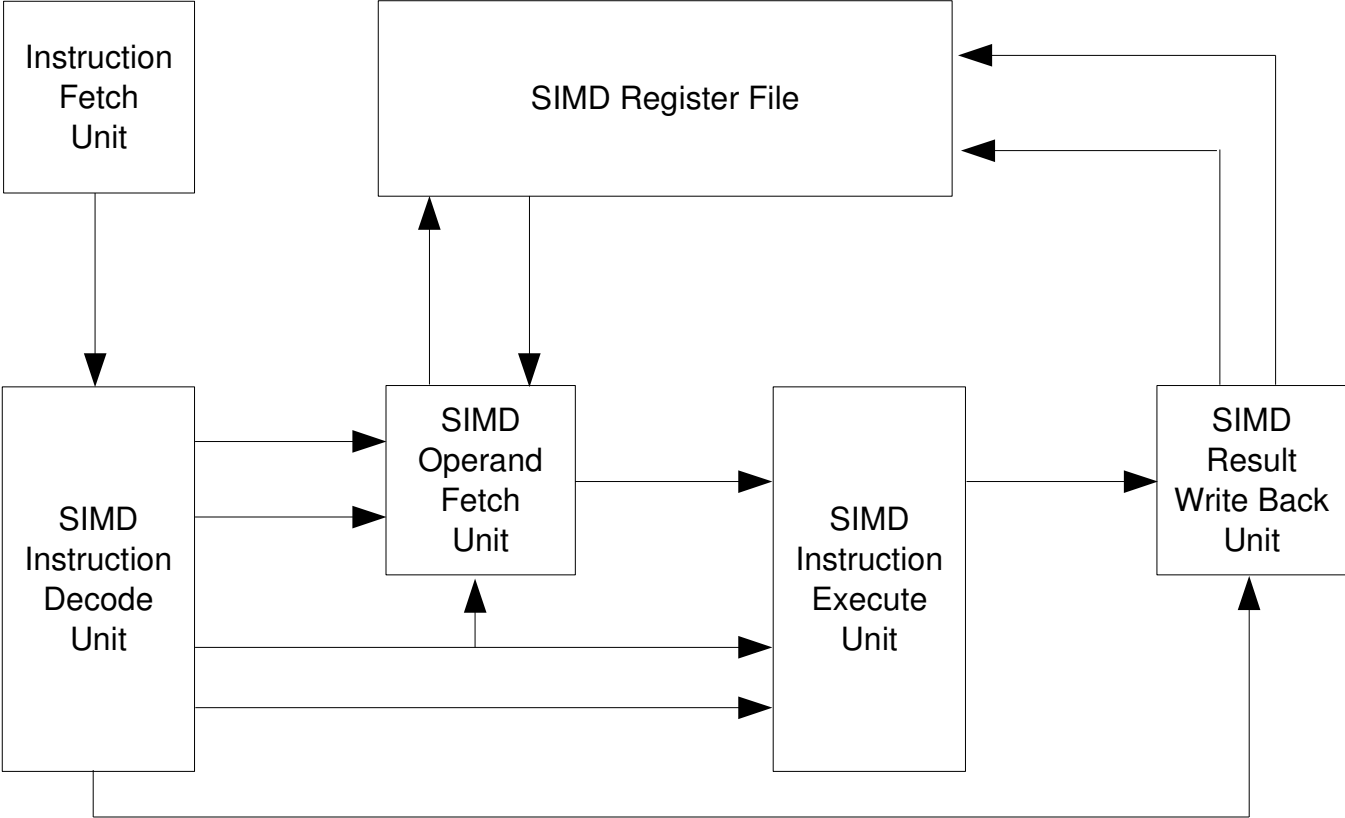 Instruction
Fetch
Unit
SIMD Register File
SIMD
Instruction
Decode
Unit
SIMD
Operand
Fetch
Unit
SIMD
Instruction
Execute
Unit
SIMD
Result
Write Back
Unit